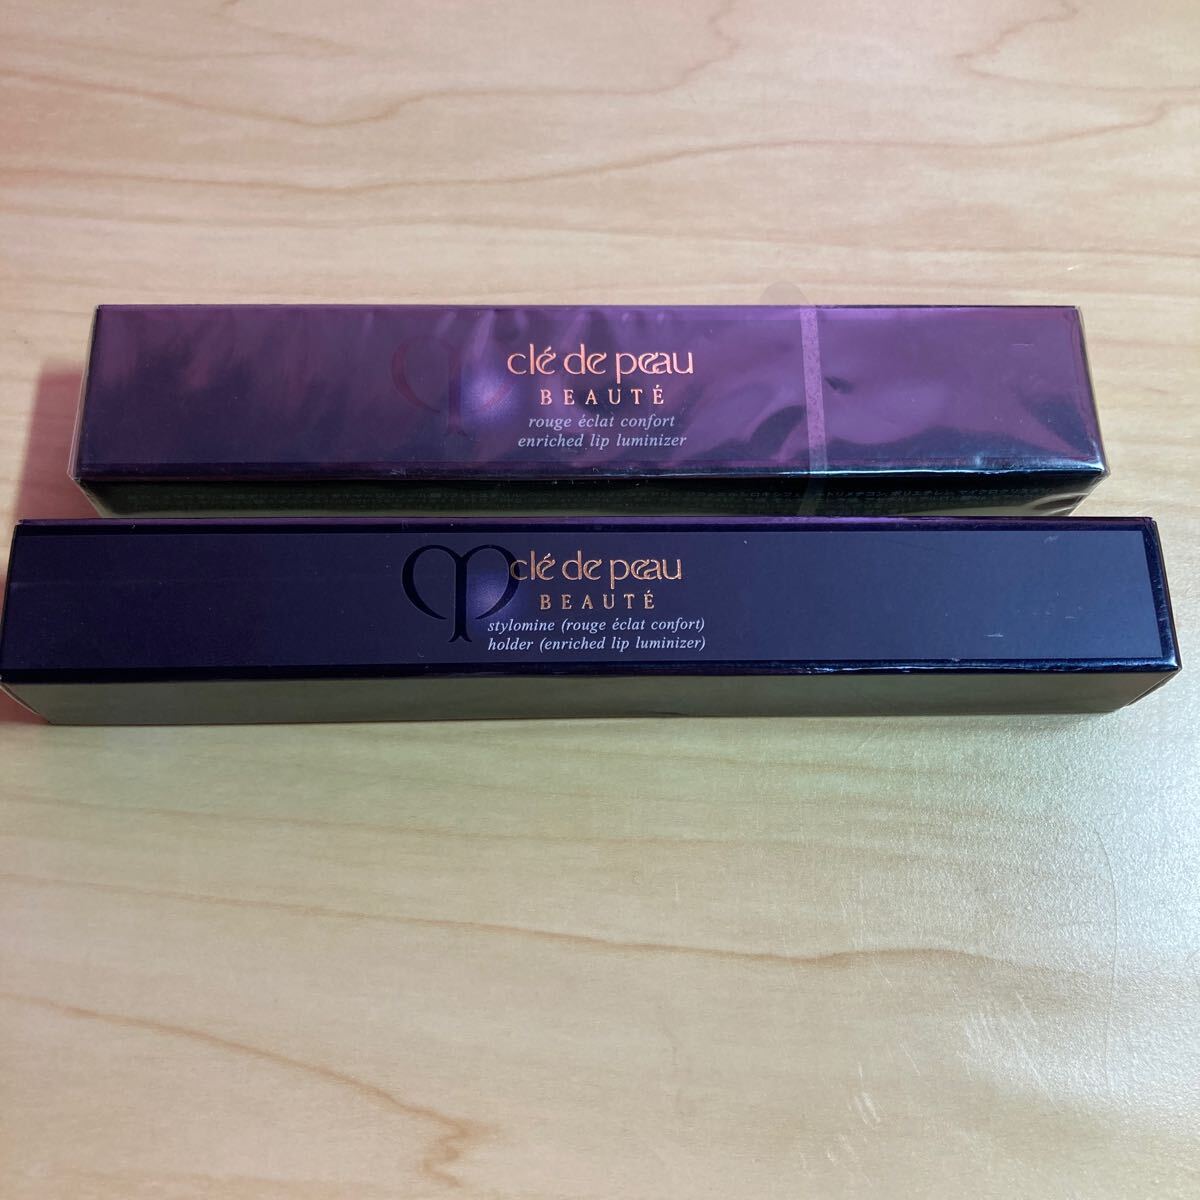 clé de peau
BEAUTÉ
rouge éclat confort
enriched lip luminizer
clé de peau
BEAUTÉ
stylomine (rouge éclat confort)
holder (enriched lip luminizer)